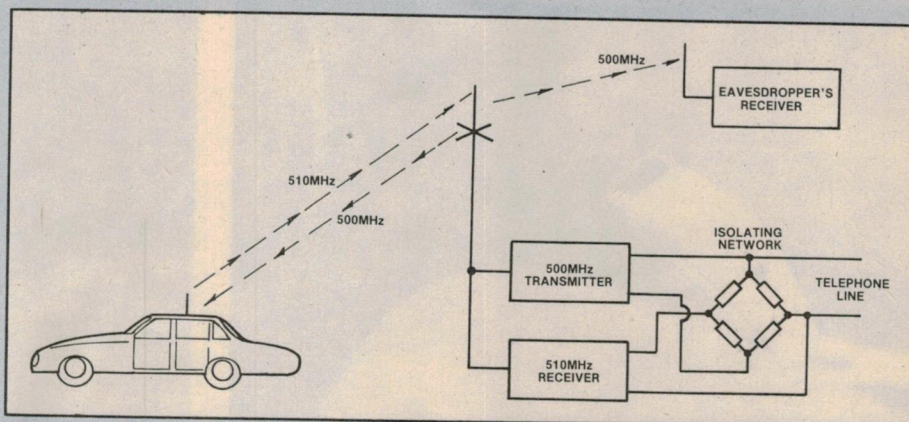 500MHz
EAVESDROPPER'S
RECEIVER
510MHz
500MHz
ISOLATING
NETWORK
500MHz
TRANSMITTER
TELEPHONE
LINE
510MHz
RECEIVER